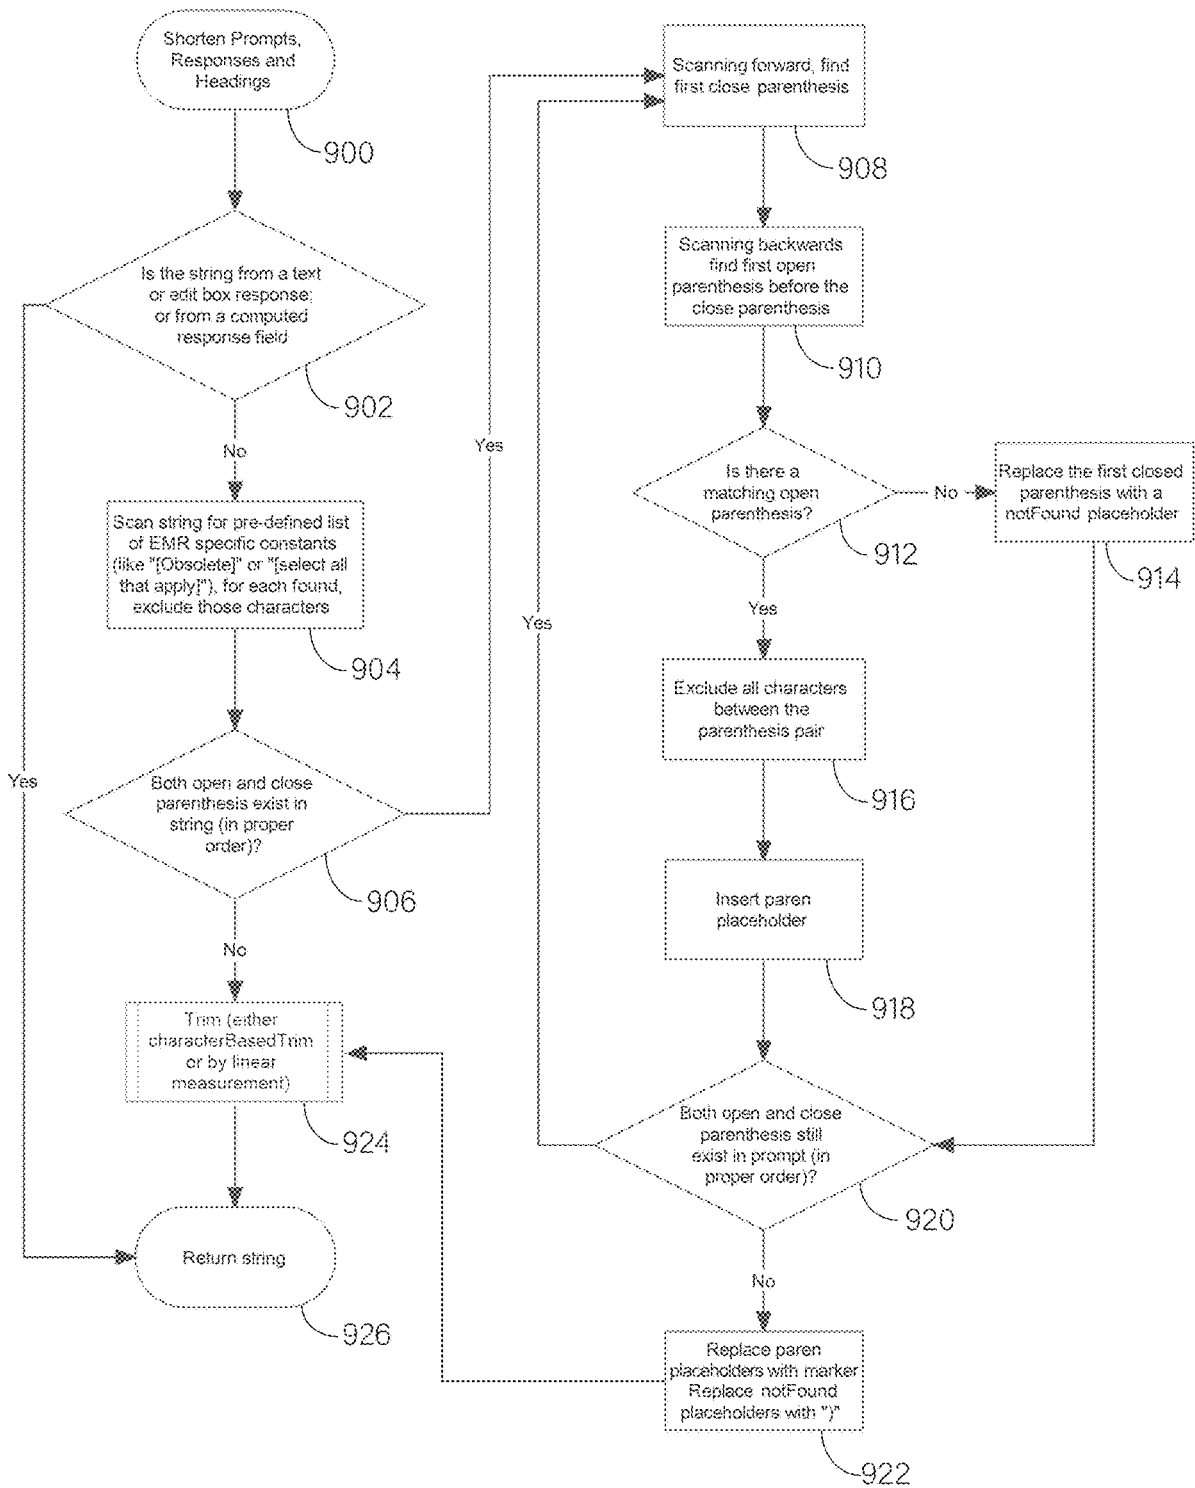 Shorten Prompts,
Responses and
Headings
900
Is the string from a text
or edit box response;
or from a computed
response field
902
No
Yes
Scan string for pre-defined list
of EMR specific constants
(like "[Obsolete]" or "[select all
that apply]"), for each found,
exclude those characters
904
Both open and close
parenthesis exist in
string (in proper
order)?
906
Yes
No
Scanning forward, find
first close parenthesis
908
Scanning backwards
find first open
parenthesis before the
close parenthesis
910
Is there a
matching open
parenthesis?
912
No
Replace the first closed
parenthesis with a
notFound placeholder
914
Yes
Exclude all characters
between the
parenthesis pair
916
Insert paren
placeholder
918
Both open and close
parenthesis still
exist in prompt (in
proper order)?
920
Yes
No
Replace paren
placeholders with marker
Replace notFound
placeholders with ")"
922
Trim (either
characterBasedTrim
or by linear
measurement)
924
Return string
926